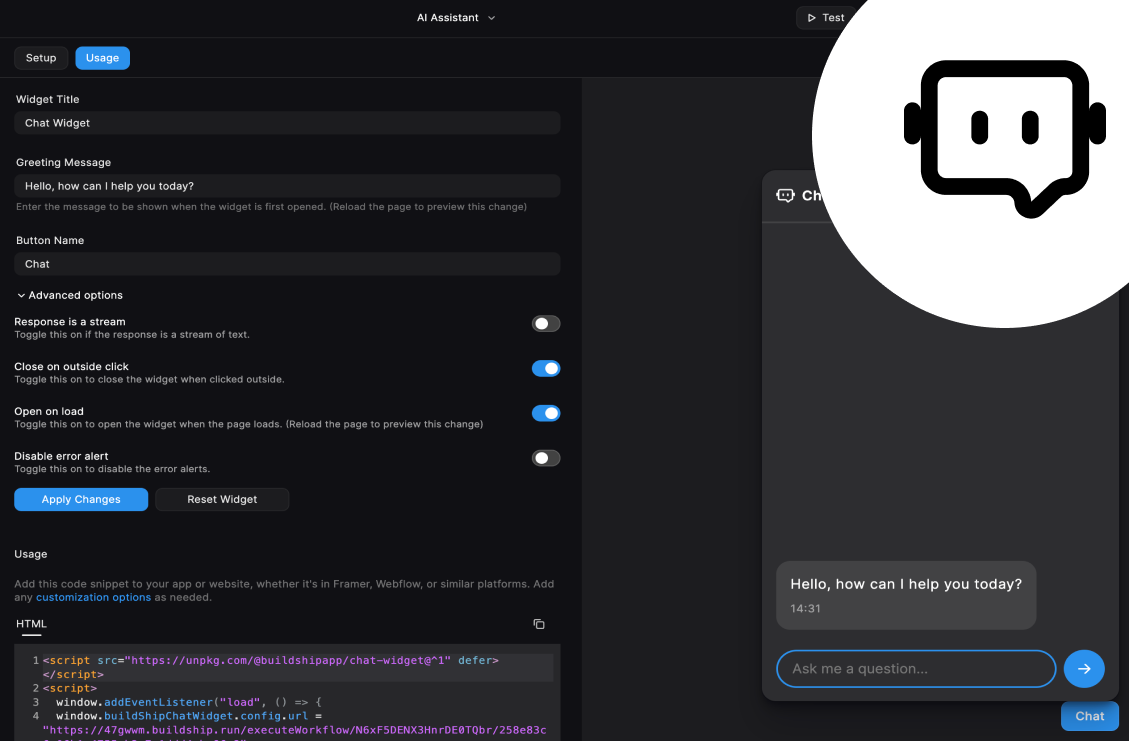 AI Assistant
Test
Setup
Usage
Widget Title
Chat Widget
Greeting Message
Hello, how can I help you today?
Enter the message to be shown when the widget is first opened. (Reload the page to preview this change)
Button Name
Chat
Advanced options
Response is a stream
Toggle this on if the response is a stream of text.
Close on outside click
Toggle this on to close the widget when clicked outside.
Open on load
Toggle this on to open the widget when the page loads. (Reload the page to preview this change)
Disable error alert
Toggle this on to disable the error alerts.
Apply Changes
Reset Widget
Usage
Add this code snippet to your app or website, whether it's in Framer, Webflow, or similar platforms. Add
any customization options as needed.
HTML
1 <script src="https://unpkg.com/@buildshipapp/chat-widget@^1" defer>
</script>
2 <script>
3 window.addEventListener("load", () => {
4 window.buildShipChatWidget.config.url =
"https://47gwwm.buildship.run/executeWorkflow/N6xF5DENX3HnrDE0TQbr/258e83c
Ch
Hello, how can I help you today?
14:31
Ask me a question...
Chat